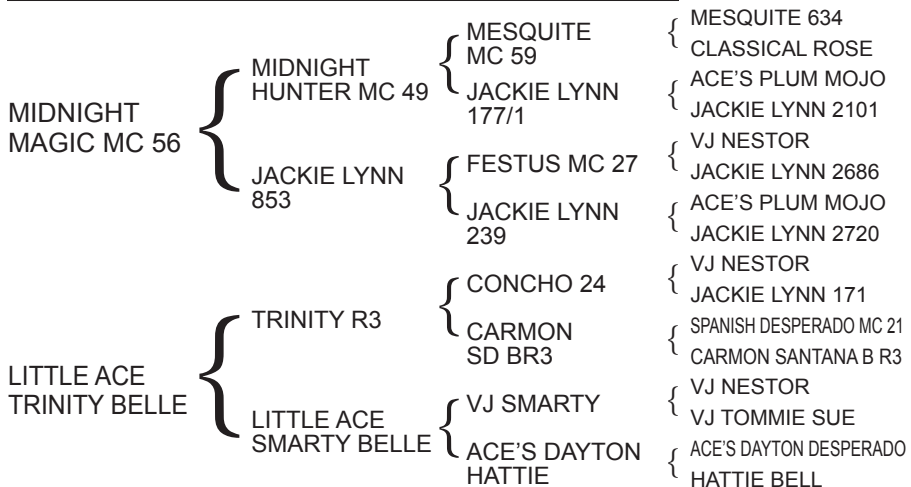 MIDNIGHT
MAGIC MC 56
LITTLE ACE
TRINITY BELLE
MIDNIGHT
HUNTER MC 49
JACKIE LYNN
853
TRINITY R3
LITTLE ACE
SMARTY BELLE
MESQUITE
MC 59
JACKIE LYNN
177/1
FESTUS MC 27
JACKIE LYNN
239
CONCHO 24
CARMON
SD BR3
VJ SMARTY
ACE'S DAYTON
HATTIE
MESQUITE 634
CLASSICAL ROSE
ACE'S PLUM MOJO
JACKIE LYNN 2101
VJ NESTOR
JACKIE LYNN 2686
ACE'S PLUM MOJO
JACKIE LYNN 2720
VJ NESTOR
JACKIE LYNN 171
SPANISH DESPERADO MC 21
CARMON SANTANA B R3
VJ NESTOR
VJ TOMMIE SUE
ACE'S DAYTON DESPERADO
HATTIE BELL